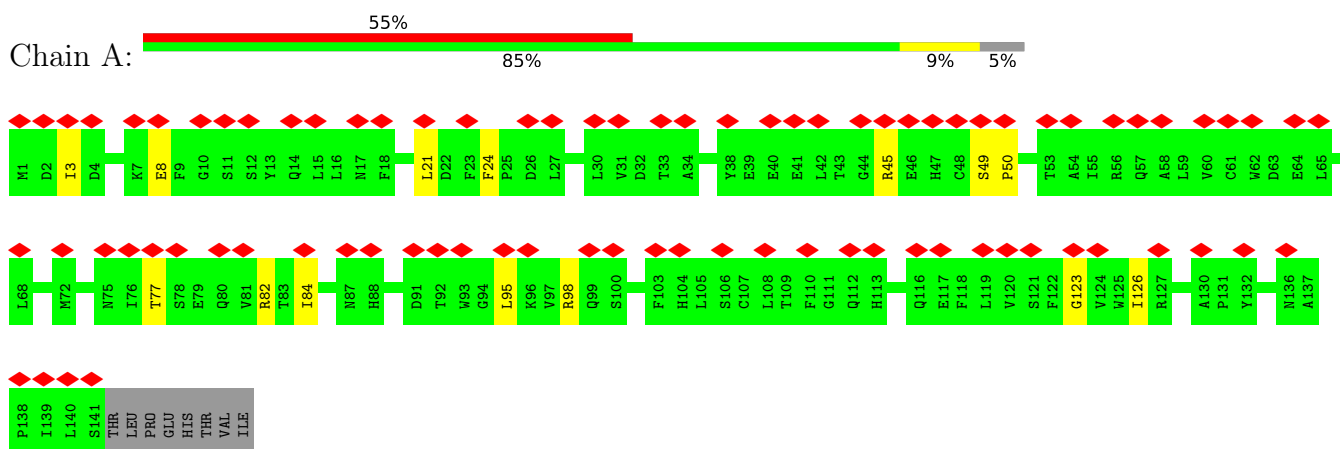 55%
Chain A:
85% 9% 5%
M1 D2 I3 D4 K7 E8 F9 G10 S11 S12 Y13 Q14 L15 L16 N17 F18 L21 D22 F23 F24 P25 D26 L27 L30 V31 D32 T33 A34 Y38 E39 E40 E41 L42 T43 G44 R45 E46 H47 C48 S49 P50 T53 A54 I55 R56 Q57 A58 L59 V60 C61 W62 D63 E64 L65
L68 M72 N75 I76 T77 S78 E79 Q80 V81 R82 T83 I84 N87 H88 D91 T92 W93 G94 L95 K96 V97 R98 Q99 S100 F103 H104 L105 S106 C107 L108 T109 F110 G111 Q112 H113 Q116 E117 F118 L119 V120 S121 F122 G123 V124 W125 I126 R127 A130 P131 Y132 N136 A137
P138 I139 L140 S141 THR LEU PRO GLU HIS THR VAL ILE